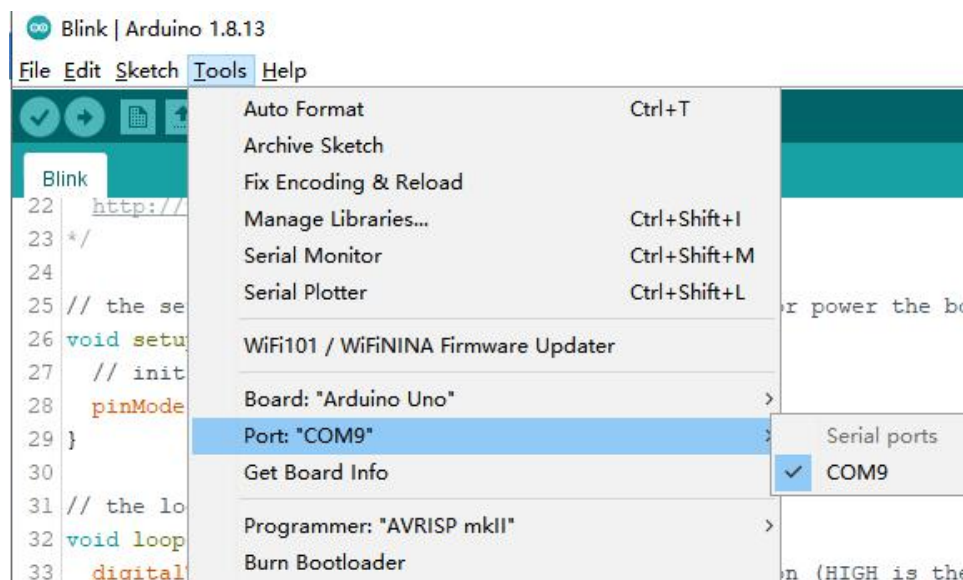 Blink | Arduino 1.8.13
File Edit Sketch Tools Help
Auto Format Ctrl+T
Archive Sketch
Fix Encoding & Reload
Manage Libraries... Ctrl+Shift+I
Serial Monitor Ctrl+Shift+M
Serial Plotter Ctrl+Shift+L
WiFi101 / WiFiNINA Firmware Updater
Board: "Arduino Uno"
Port: "COM9"
Get Board Info
Programmer: "AVRISP mkII"
Burn Bootloader
Serial ports
COM9
Blink
22 http://
23 */
24
25 // the se r power the bo
26 void setu
27 // init
28 pinMode
29 }
30
31 // the lo
32 void loop
33 digital n (HIGH is the